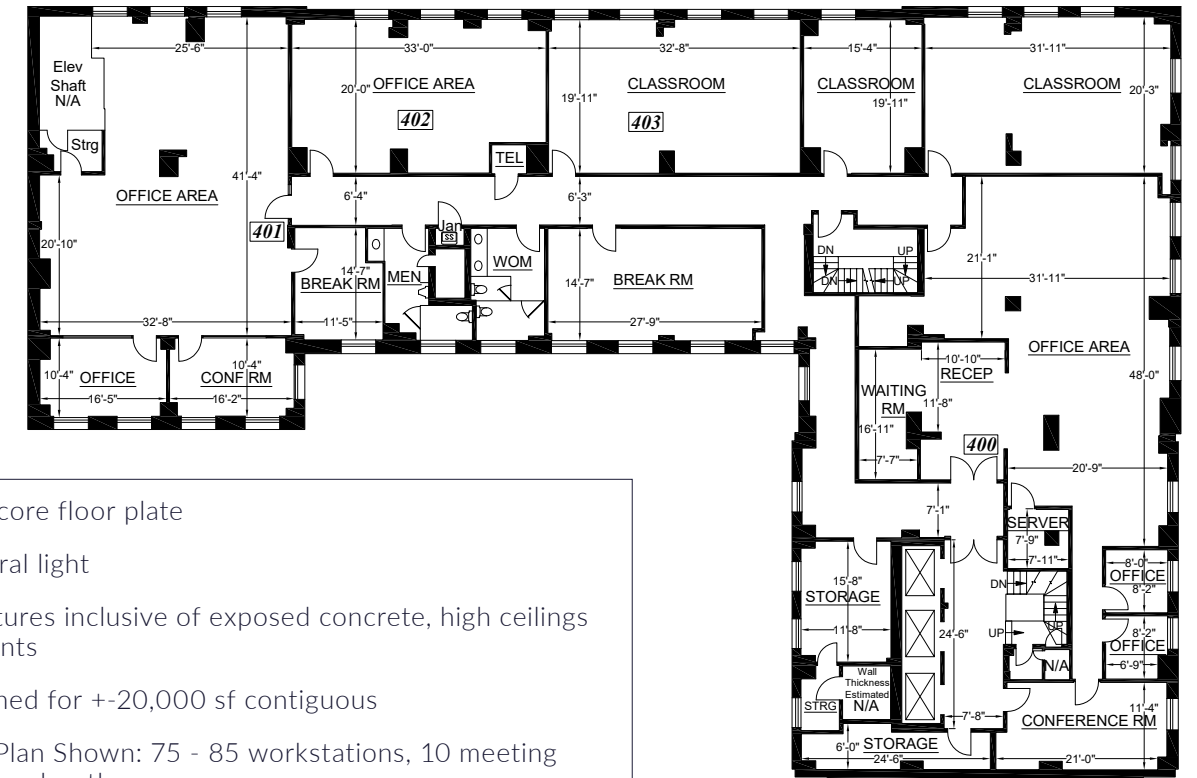 25'-6"
33'-0"
32'-8"
15'-4"
31'-11"
Elev
Shaft
N/A
OFFICE AREA
CLASSROOM
CLASSROOM
CLASSROOM
20'-0"
19'-11"
19'-11"
20'-3"
402
403
Strg
TEL
41'-4"
OFFICE AREA
6'-4"
6'-3"
401
Jan
SS
20'-10"
14'-7"
BREAK RM
MEN
WOM
14'-7"
BREAK RM
DN
UP
DN
UP
21'-1"
31'-11"
32'-8"
11'-5"
27'-9"
OFFICE AREA
10'-4"
OFFICE
10'-4"
CONF RM
16'-5"
16'-2"
10'-10"
RECEP
WAITING
RM
11'-8"
48'-0"
16'-11"
400
7'-7"
20'-9"
core floor plate
ral light
tures inclusive of exposed concrete, high ceilings
nts
ned for +-20,000 sf contiguous
Plan Shown: 75 - 85 workstations, 10 meeting
7'-1"
SERVER
7'-9"
7'-11"
15'-8"
STORAGE
11'-8"
DN
8'-0"
OFFICE
8'-2"
24'-6"
UP
UP
8'-2"
OFFICE
6'-9"
N/A
Wall
Thickness
Estimated
N/A
STRG
7'-8"
11'-4"
CONFERENCE RM
6'-0"
STORAGE
24'-6"
21'-0"